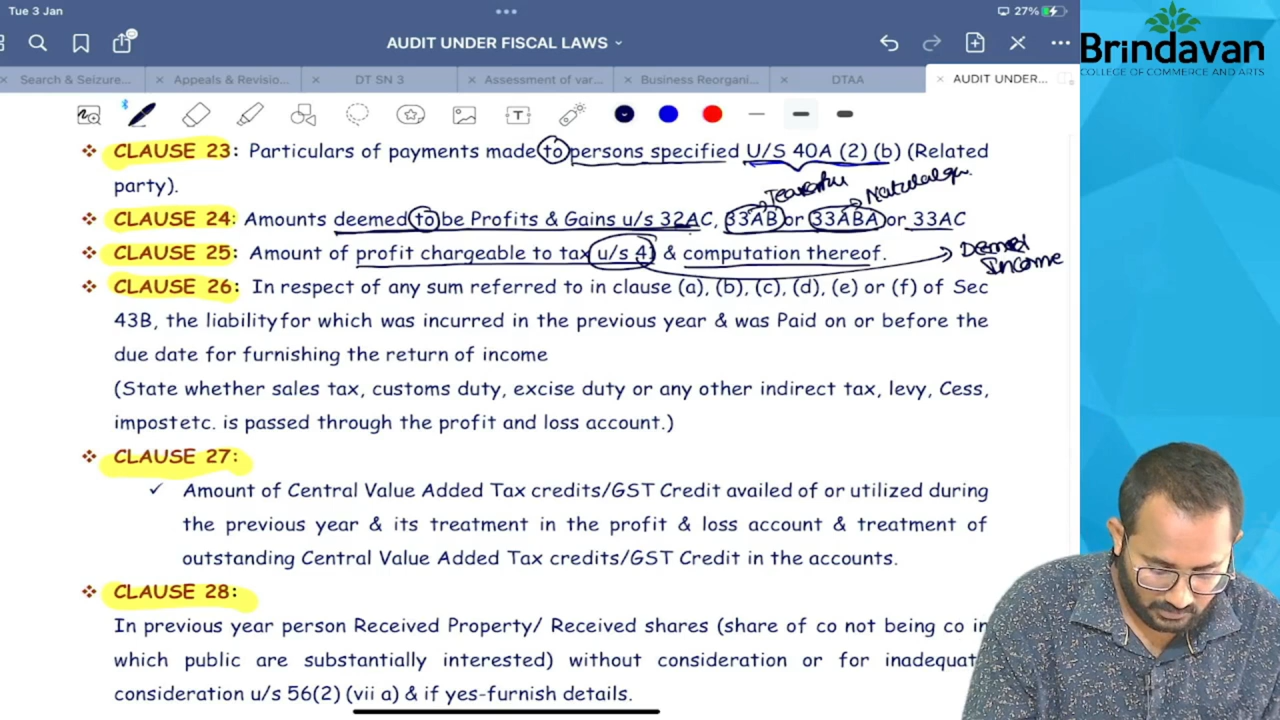 Tue 3 Jan
27%
AUDIT UNDER FISCAL LAWS
Brindavan
COLLEGE OF COMMERCE AND ARTS
Search & Seizure...
Appeals & Revisio...
DT SN 3
Assessment of var...
Business Reorgani...
DTAA
AUDIT UNDER...
CLAUSE 23: Particulars of payments made to persons specified U/S 40A (2) (b) (Related
party).
CLAUSE 24: Amounts deemed to be Profits & Gains u/s 32AC, 33AB or 33ABA or 33AC
CLAUSE 25: Amount of profit chargeable to tax u/s 41 & computation thereof.
Deemed
Income
CLAUSE 26: In respect of any sum referred to in clause (a), (b), (c), (d), (e) or (f) of Sec
43B, the liability for which was incurred in the previous year & was Paid on or before the
due date for furnishing the return of income
(State whether sales tax, customs duty, excise duty or any other indirect tax, levy, Cess,
impostetc. is passed through the profit and loss account.)
CLAUSE 27:
Amount of Central Value Added Tax credits/GST Credit availed of or utilized during
the previous year & its treatment in the profit & loss account & treatment of
outstanding Central Value Added Tax credits/GST Credit in the accounts.
CLAUSE 28:
In previous year person Received Property/ Received shares (share of co not being co in
which public are substantially interested) without consideration or for inadequat
consideration u/s 56(2) (vii a) & if yes-furnish details.